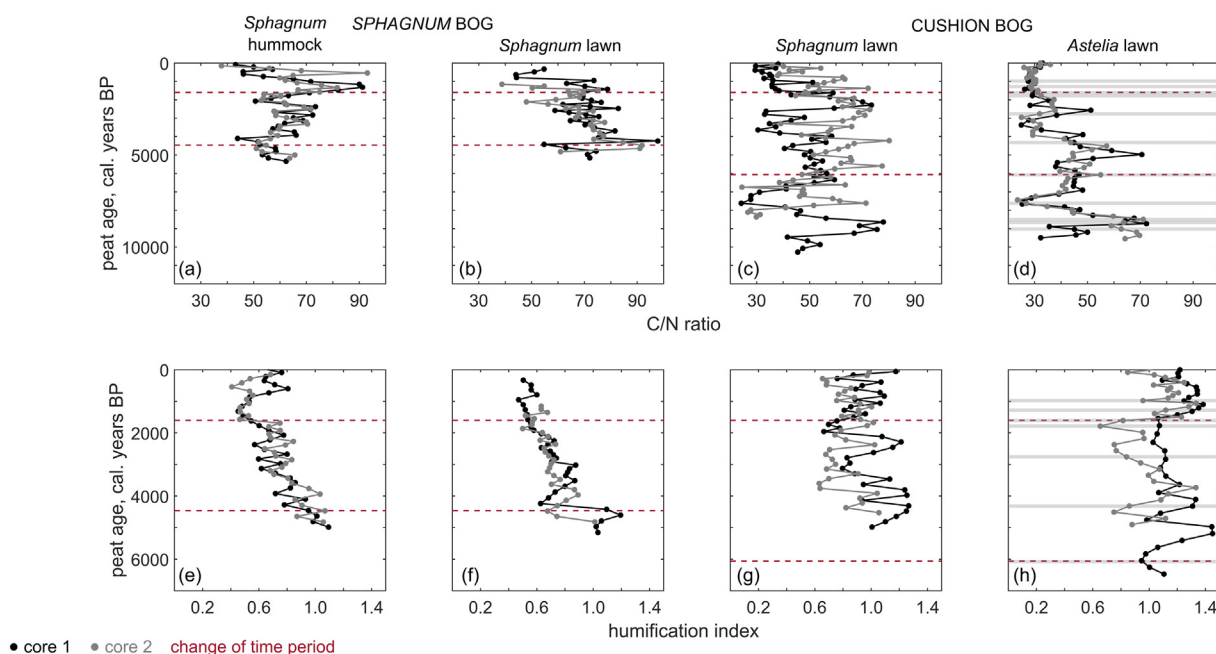 Sphagnum hummock
SPHAGNUM BOG
Sphagnum lawn
CUSHION BOG
Sphagnum lawn
Astelia lawn
peat age, cal. years BP
0
5000
10000
(a)
(b)
(c)
(d)
30 50 70 90
30 50 70 90
30 50 70 90
30 50 70 90
C/N ratio
peat age, cal. years BP
0
2000
4000
6000
(e)
(f)
(g)
(h)
0.2 0.6 1.0 1.4
0.2 0.6 1.0 1.4
0.2 0.6 1.0 1.4
0.2 0.6 1.0 1.4
humification index
core 1 core 2 change of time period